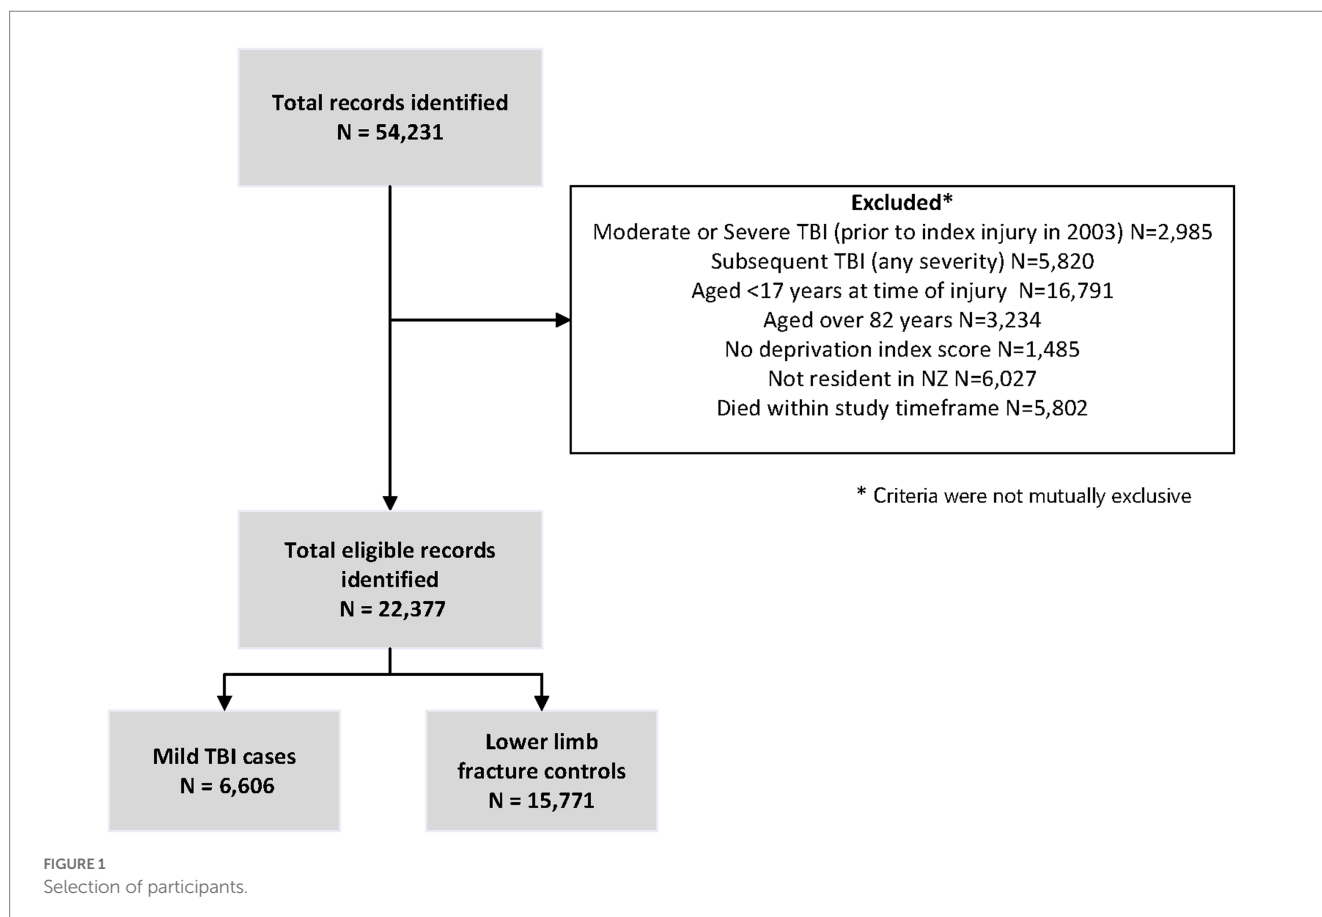 Total records identified
N = 54,231
Excluded*
Moderate or Severe TBI (prior to index injury in 2003) N=2,985
Subsequent TBI (any severity) N=5,820
Aged <17 years at time of injury  N=16,791
Aged over 82 years N=3,234
No deprivation index score N=1,485
Not resident in NZ N=6,027
Died within study timeframe N=5,802
* Criteria were not mutually exclusive
Total eligible records
identified
N = 22,377
Mild TBI cases
N = 6,606
Lower limb
fracture controls
N = 15,771
FIGURE 1
Selection of participants.